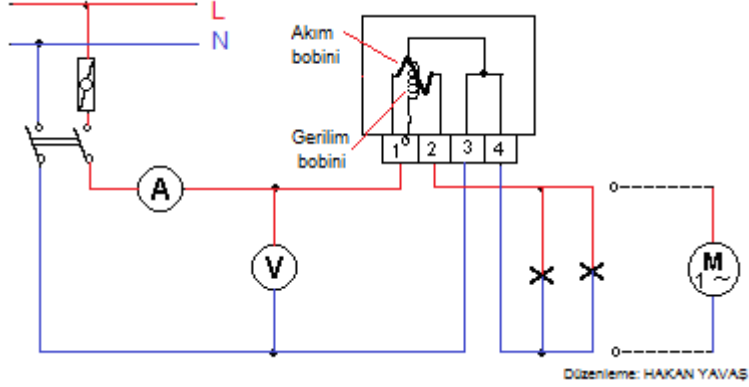 L
N
Akım
bobini
Gerilim
bobini
1 2 3 4
A
V
M
1 ~
Düzenleme: HAKAN YAVAŞ